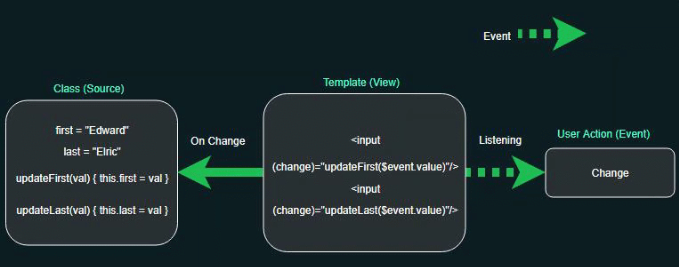 Event
Class (Source)
first = "Edward"
last = "Elric"
updateFirst(val) { this.first = val }
updateLast(val) { this.last = val }
On Change
Template (View)
<input
(change)="updateFirst($event.value)"/>
<input
(change)="updateLast($event.value)"/>
Listening
User Action (Event)
Change